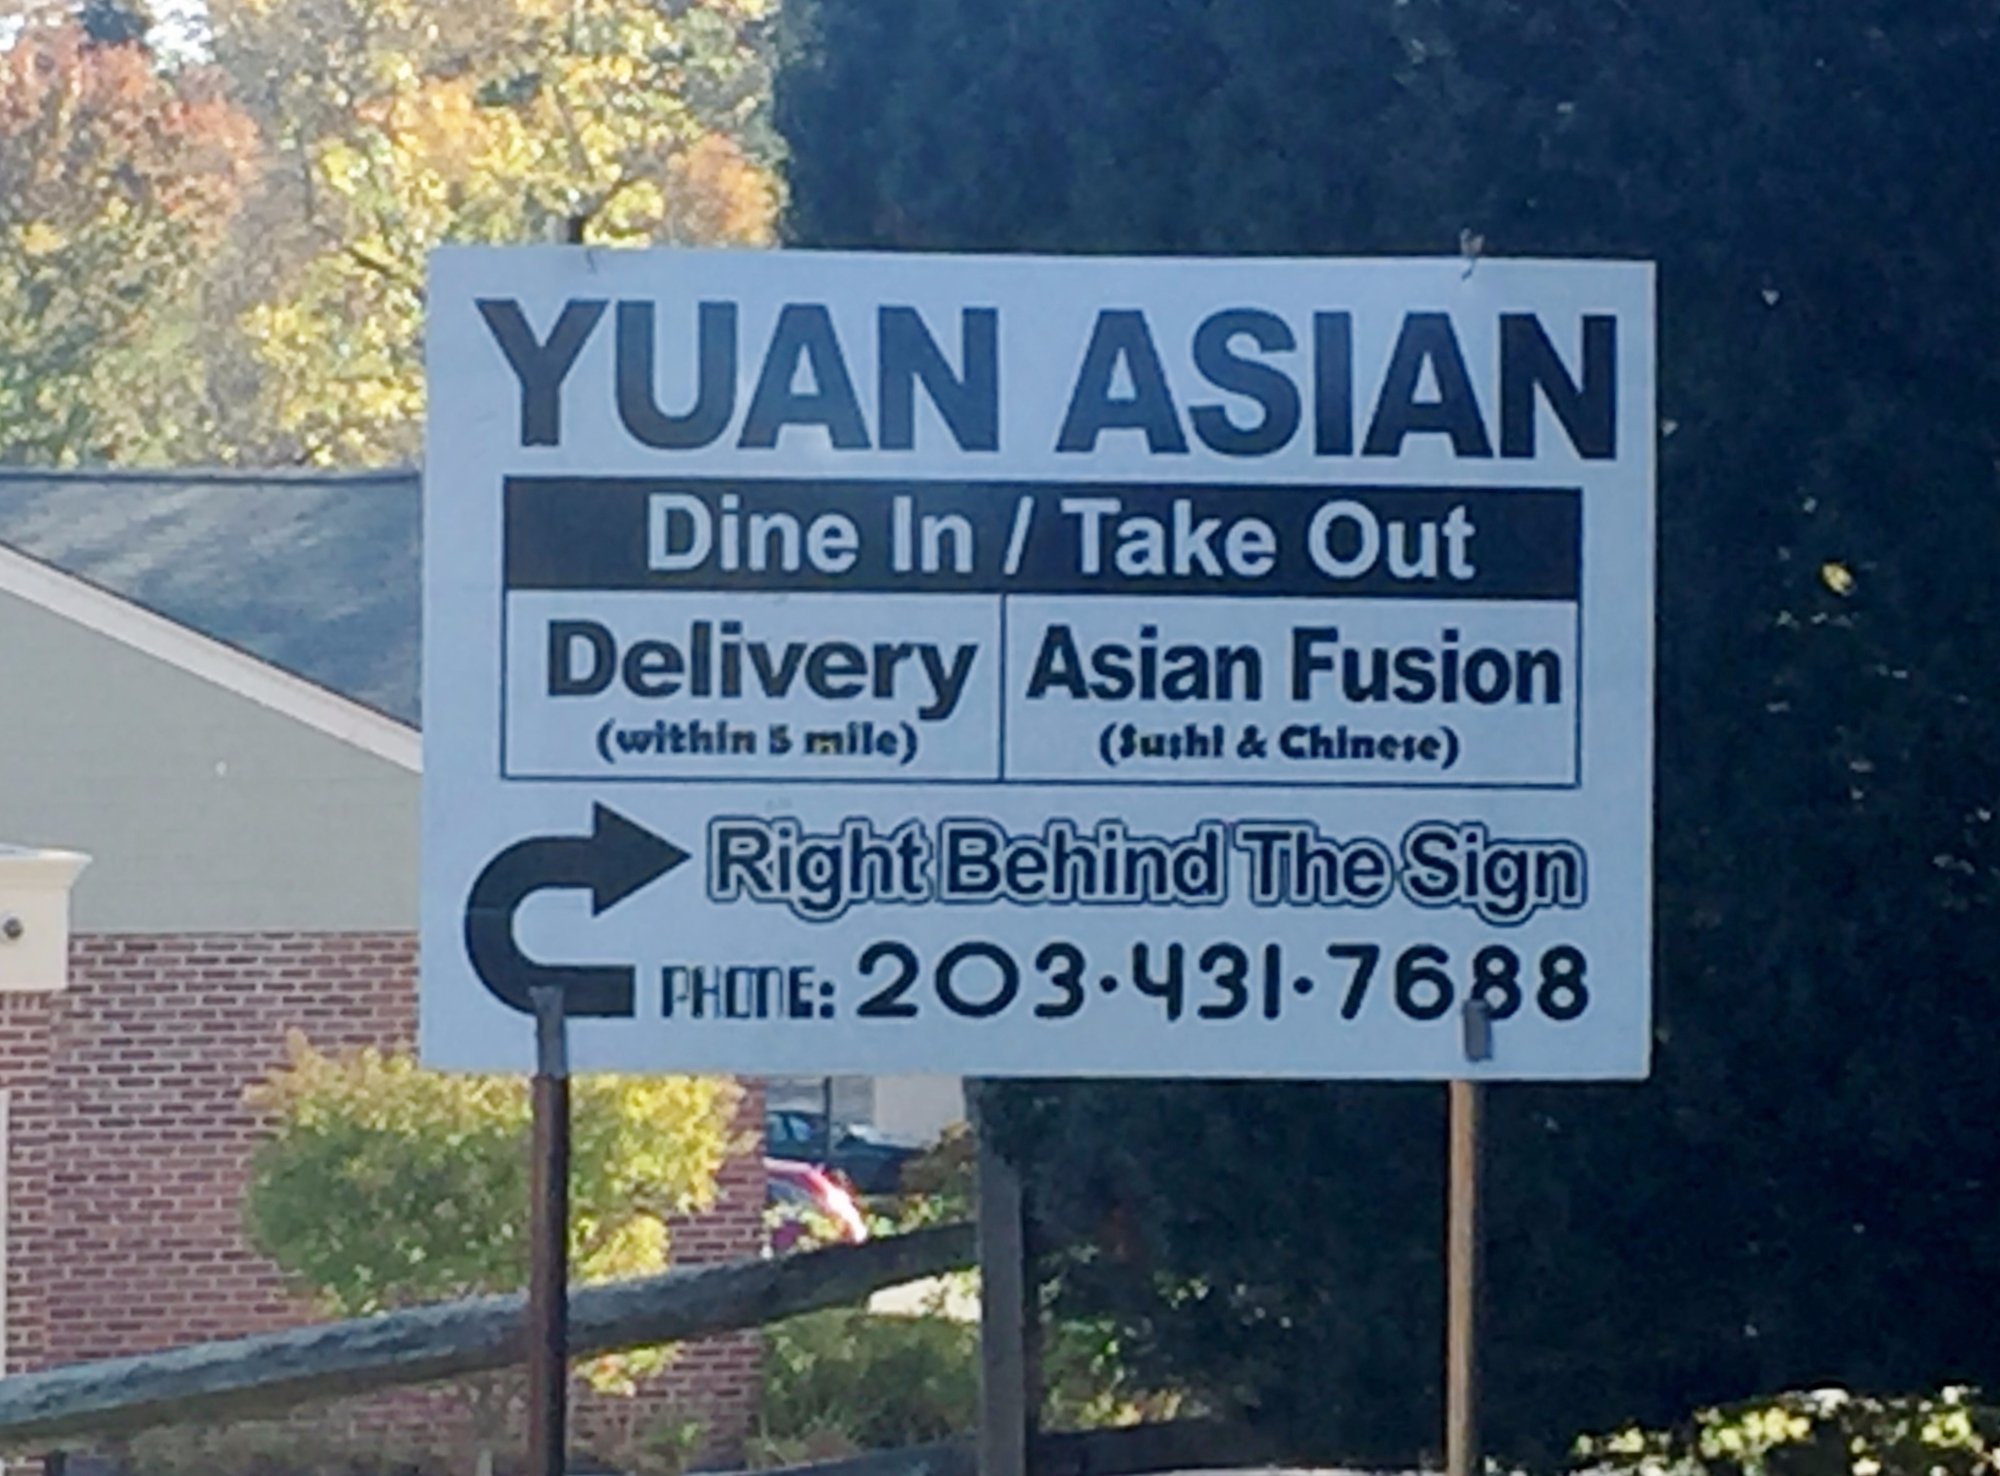 YUAN ASIAN
Dine In / Take Out
Delivery
(within 5 mile)
Asian Fusion
(Sushi & Chinese)
Right Behind The Sign
PHONE: 203·431·7688